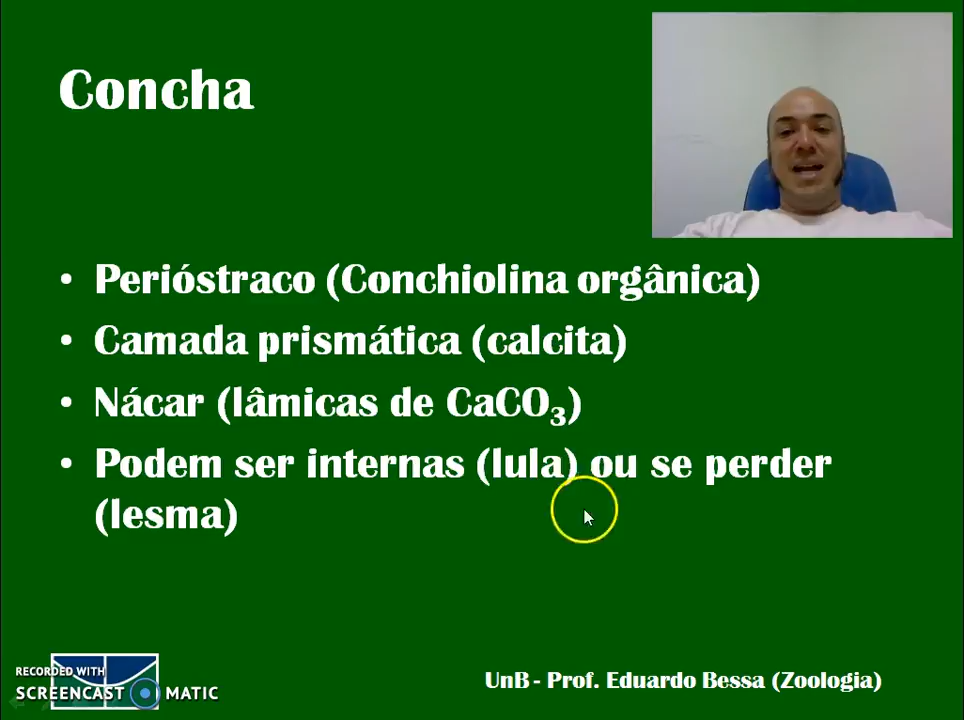 Concha
• Perióstraco (Conchiolina orgânica)
• Camada prismática (calcita)
• Nácar (lâmicas de CaCO₃)
• Podem ser internas (lula) ou se perder
(lesma)
RECORDED WITH
SCREENCAST MATIC
UnB - Prof. Eduardo Bessa (Zoologia)